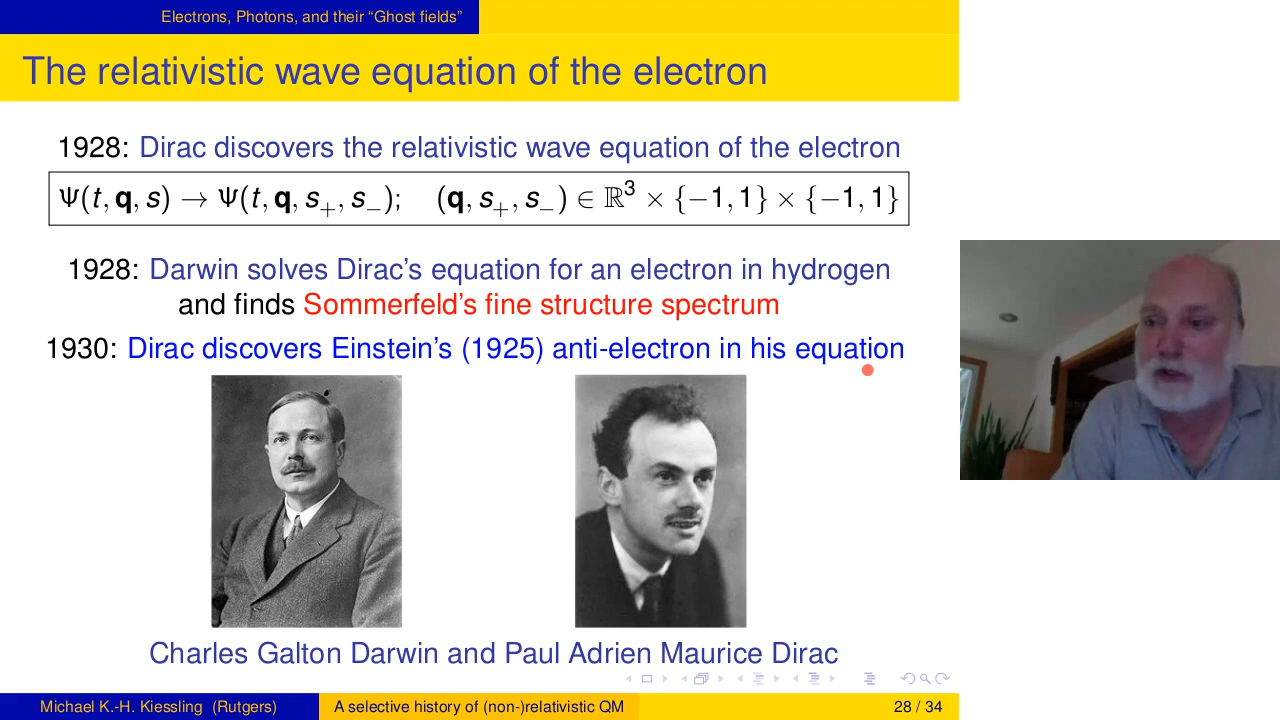 Electrons, Photons, and their “Ghost fields”
The relativistic wave equation of the electron
1928: Dirac discovers the relativistic wave equation of the electron
Ψ(t, q, s) → Ψ(t, q, s₊, s₋); (q, s₊, s₋) ∈ ℝ³ × {−1, 1} × {−1, 1}
1928: Darwin solves Dirac’s equation for an electron in hydrogen
and finds Sommerfeld’s fine structure spectrum
1930: Dirac discovers Einstein’s (1925) anti-electron in his equation
Charles Galton Darwin and Paul Adrien Maurice Dirac
Michael K.-H. Kiessling (Rutgers) A selective history of (non-)relativistic QM 28 / 34